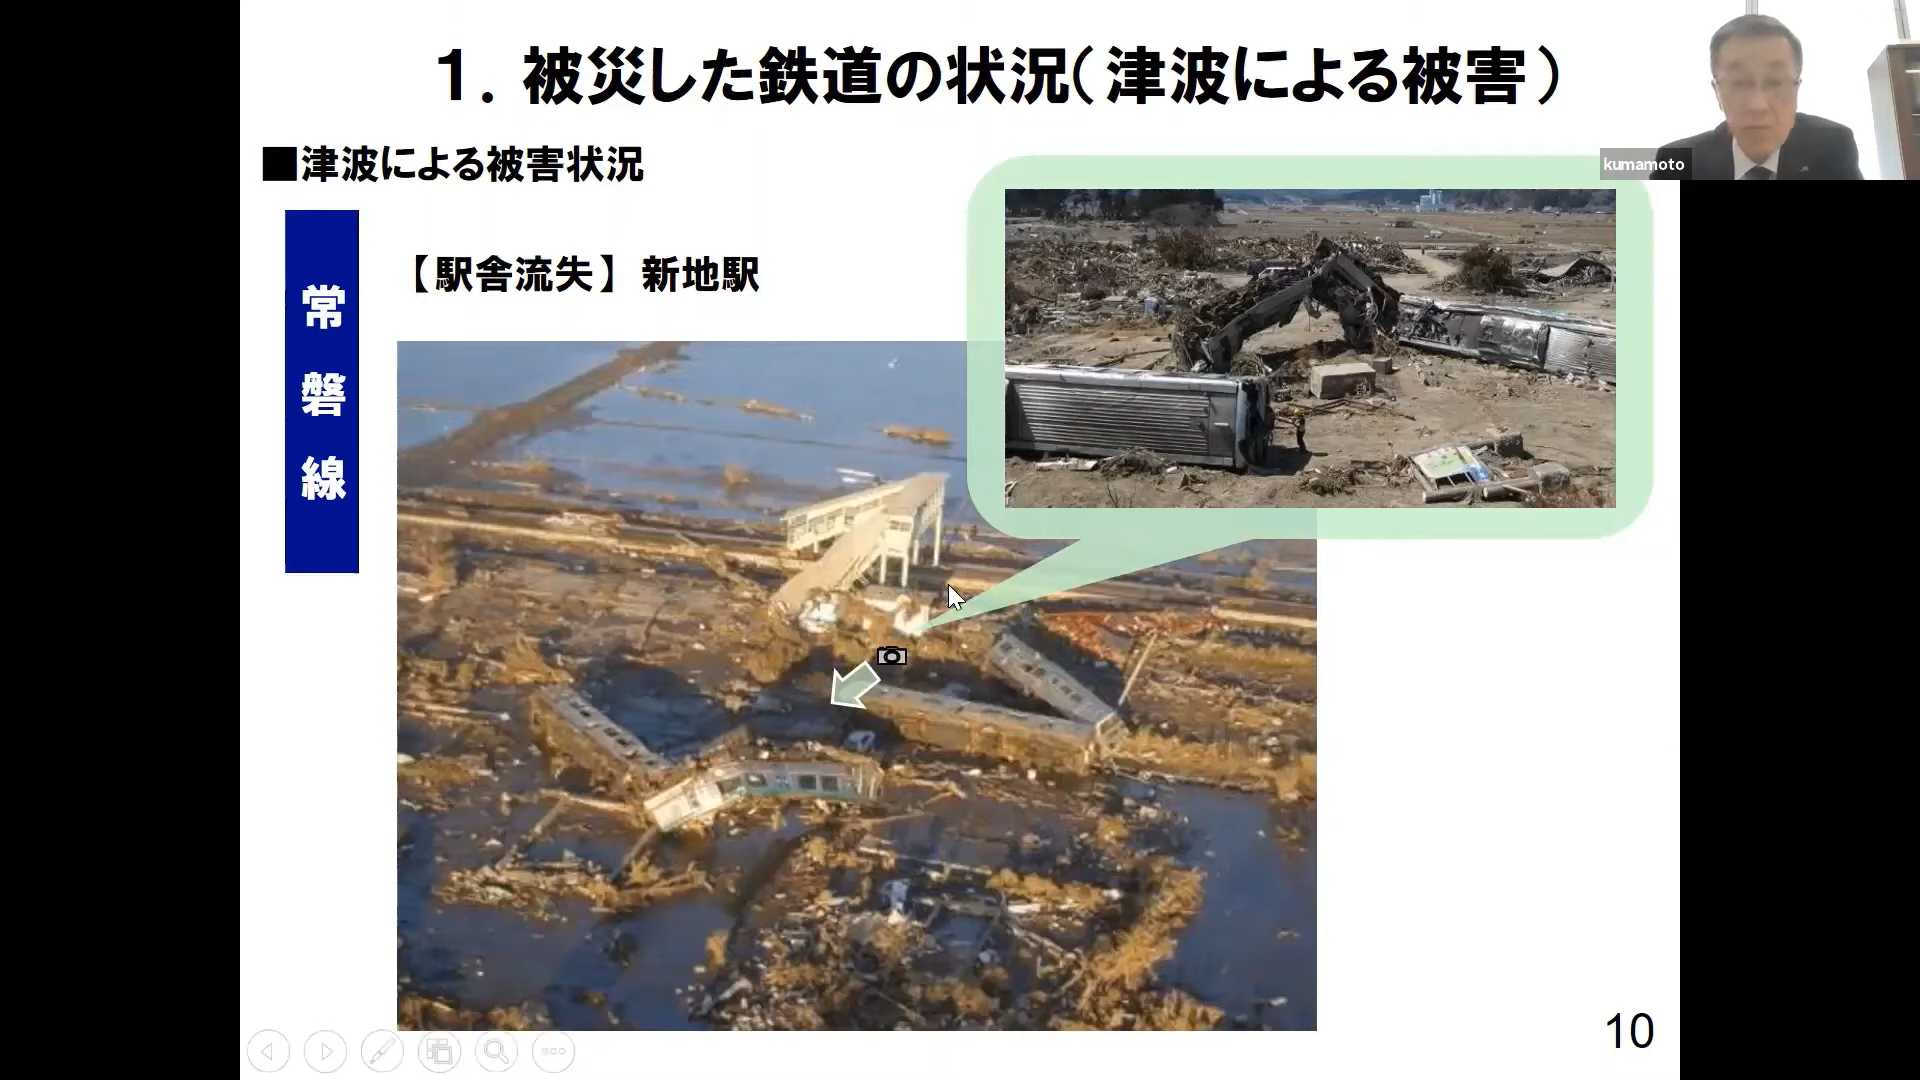 1．被災した鉄道の状況（津波による被害）
kumamoto
■津波による被害状況
常磐線
【駅舎流失】 新地駅
10